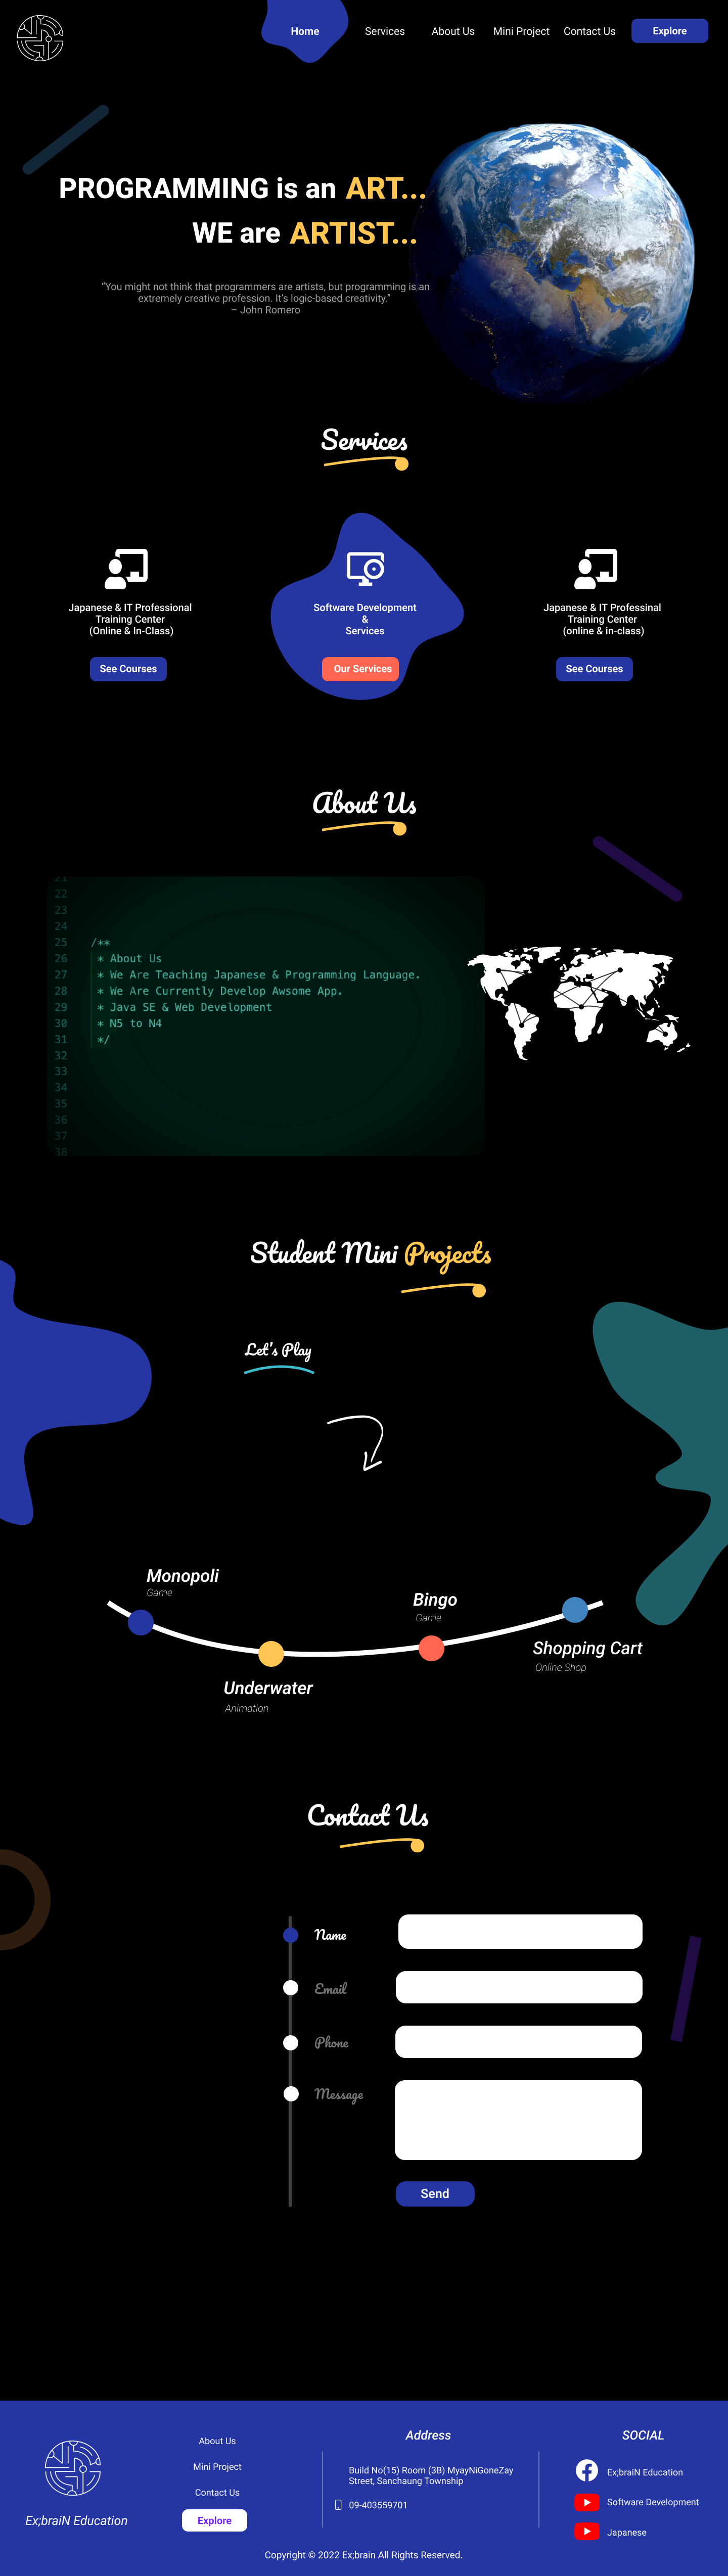 Home Services About Us Mini Project Contact Us Explore
PROGRAMMING is an ART...
WE are ARTIST...
“You might not think that programmers are artists, but programming is an
extremely creative profession. It’s logic-based creativity.”
– John Romero
Services
Japanese & IT Professional
Training Center
(Online & In-Class)
See Courses
Software Development
&
Services
Our Services
Japanese & IT Professinal
Training Center
(online & in-class)
See Courses
About Us
21
22
23
24
25 /**
26 * About Us
27 * We Are Teaching Japanese & Programming Language.
28 * We Are Currently Develop Awsome App.
29 * Java SE & Web Development
30 * N5 to N4
31 */
32
33
34
35
36
37
38
Student Mini Projects
Let's Play
Monopoli
Game
Underwater
Animation
Bingo
Game
Shopping Cart
Online Shop
Contact Us
Name
Email
Phone
Message
Send
Ex;braiN Education
About Us
Mini Project
Contact Us
Explore
Address
Build No(15) Room (3B) MyayNiGoneZay
Street, Sanchaung Township
09-403559701
SOCIAL
Ex;braiN Education
Software Development
Japanese
Copyright © 2022 Ex;brain All Rights Reserved.